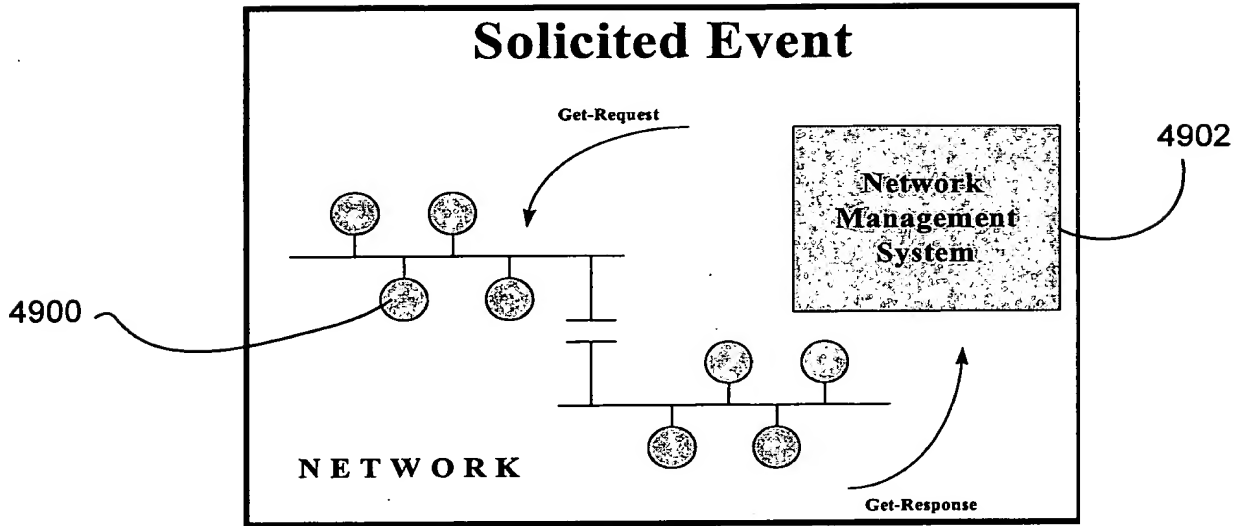 Solicited Event
Get-Request
4902
Network
Management
System
4900
NETWORK
Get-Response